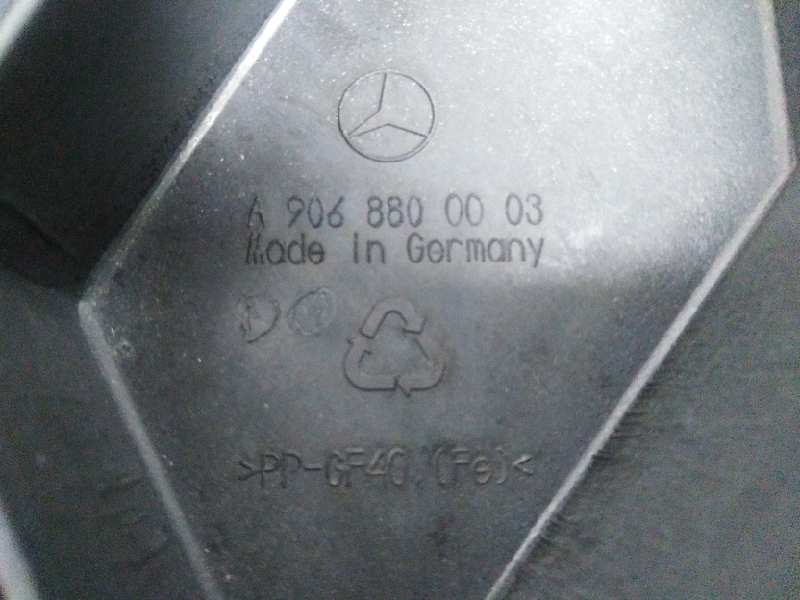 A 906 880 00 03
Made in Germany
>PP-GF40,(Fe)<